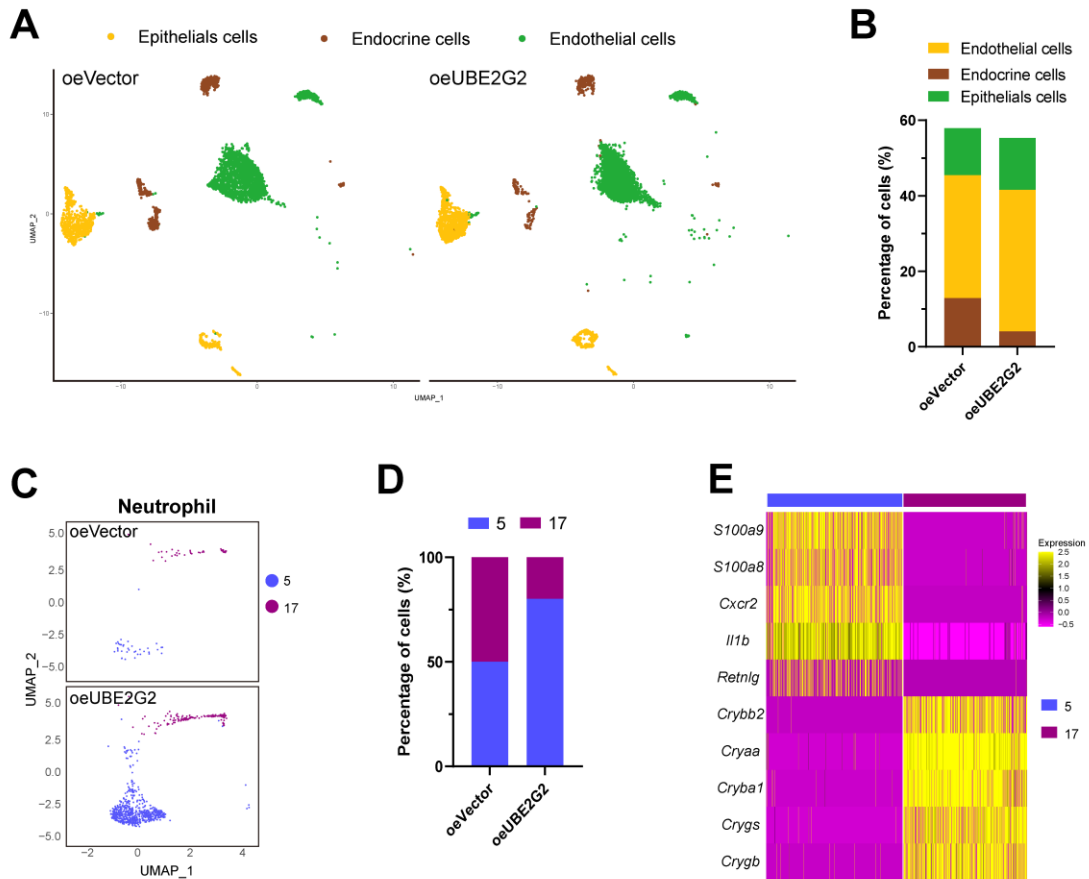 A
Epithelials cells
Endocrine cells
Endothelial cells
oeVector
oeUBE2G2
10
0
−10
UMAP_2
−10
0
10
−10
0
10
UMAP_1
B
Endothelial cells
Endocrine cells
Epithelials cells
Percentage of cells (%)
60
40
20
0
oeVector
oeUBE2G2
C
Neutrophil
oeVector
5.0
2.5
0.0
−2.5
−5.0
oeUBE2G2
5.0
2.5
0.0
−2.5
−5.0
UMAP_2
−2
0
2
4
UMAP_1
5
17
D
5
17
Percentage of cells (%)
100
50
0
oeVector
oeUBE2G2
E
S100a9
S100a8
Cxcr2
Il1b
Retnlg
Crybb2
Cryaa
Cryba1
Crygs
Crygb
Expression
2.5
2.0
1.5
1.0
0.5
0.0
−0.5
5
17